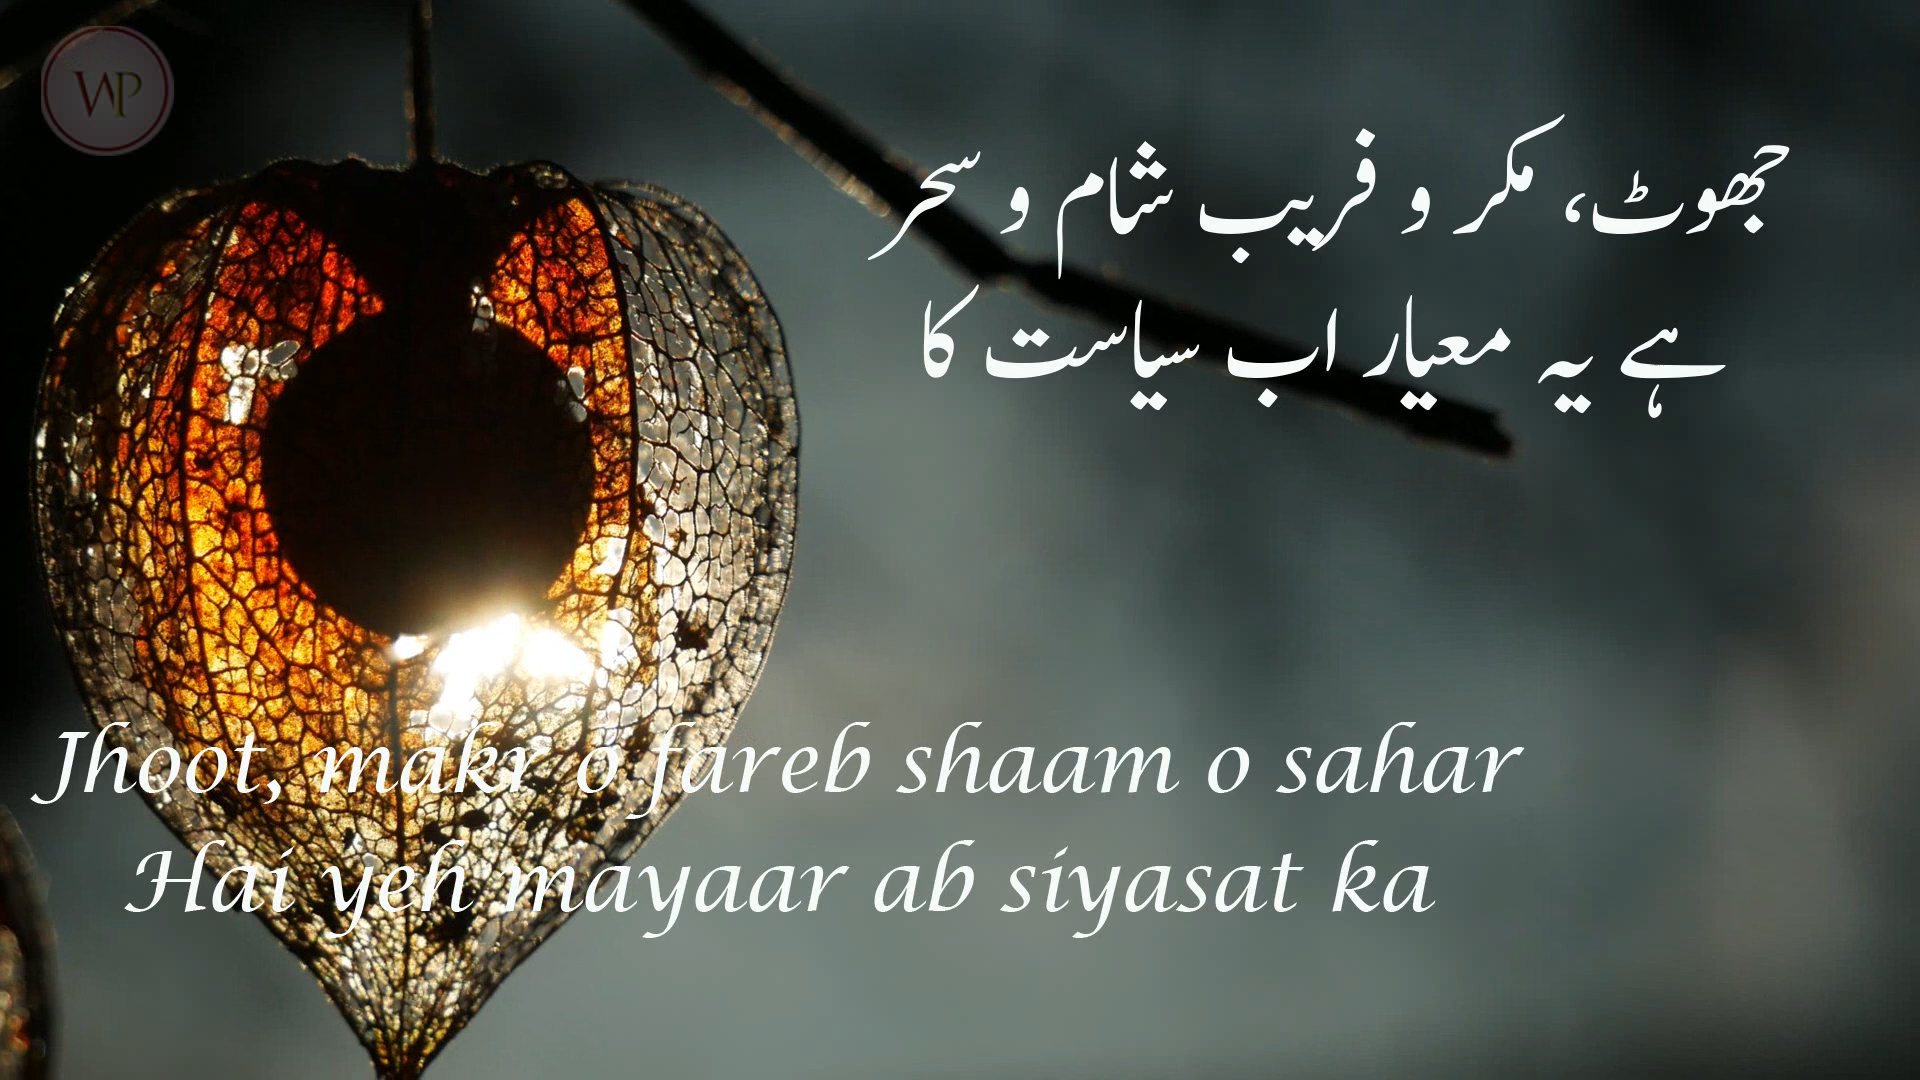 WP
جھوٹ، مکر و فریب شام و سحر
ہے یہ معیار اب سیاست کا
Jhoot, makr o fareb shaam o sahar
Hai yeh mayaar ab siyasat ka